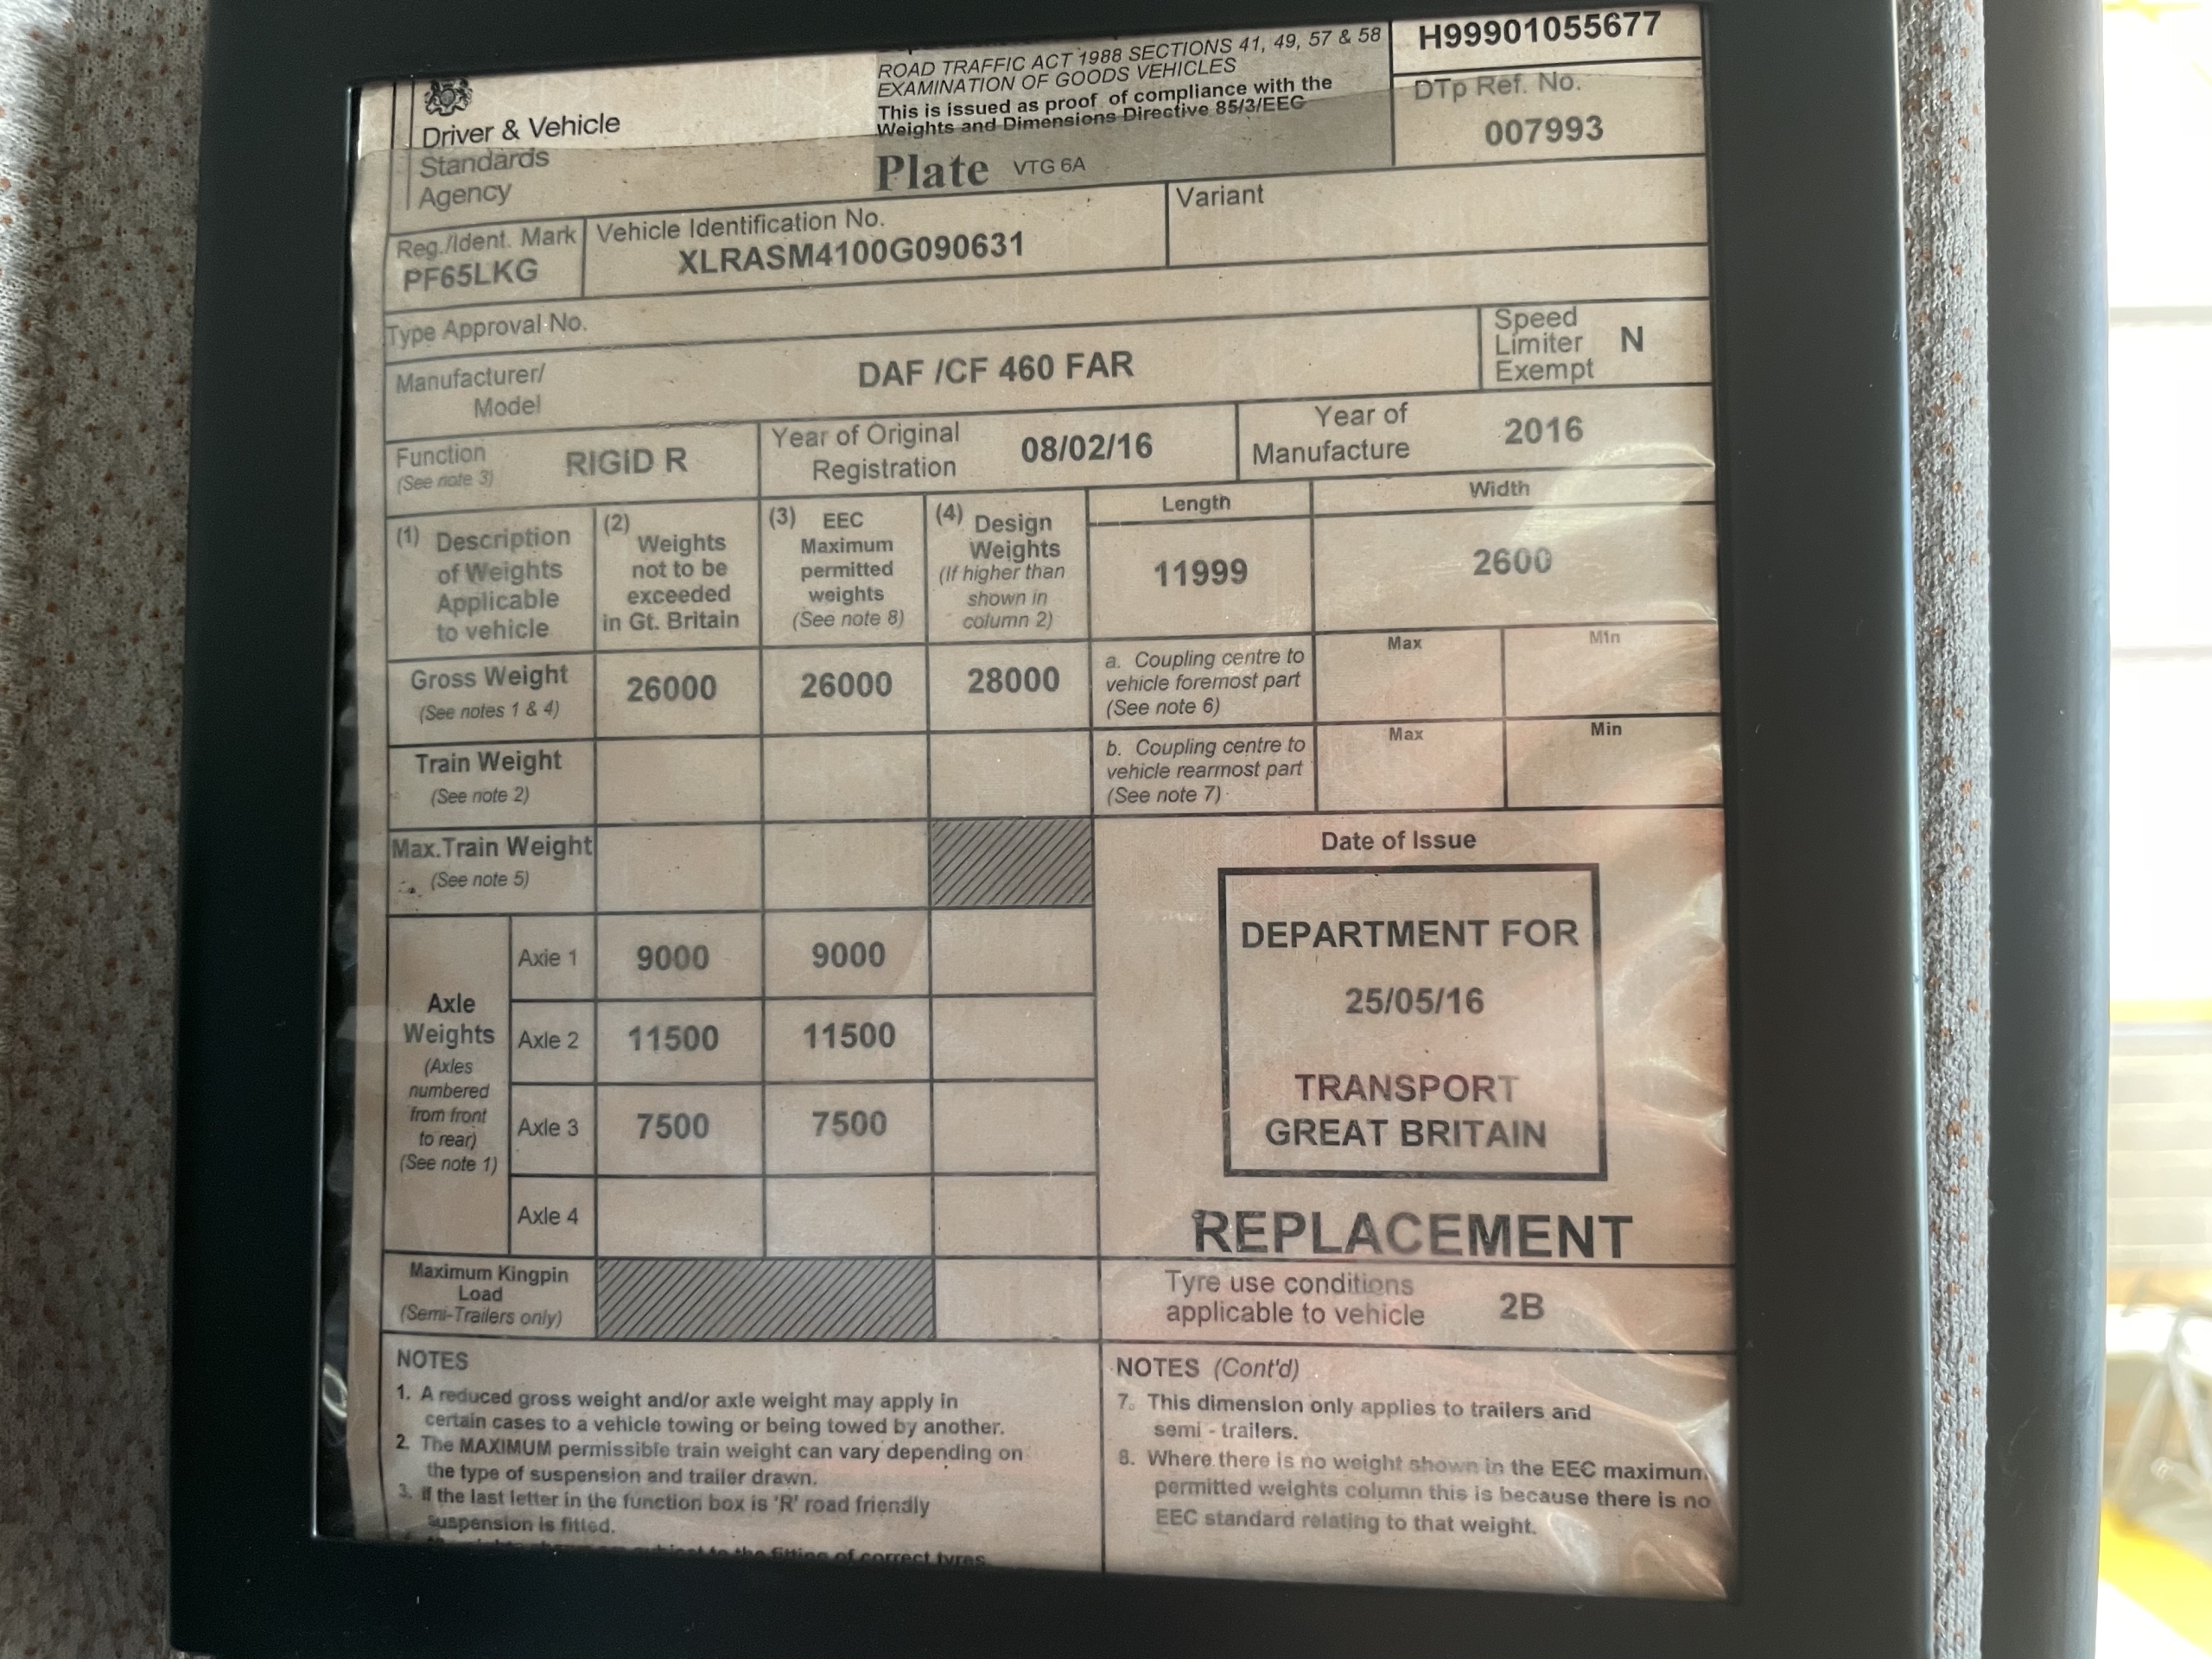 ROAD TRAFFIC ACT 1988 SECTIONS 41, 49, 57 & 58
EXAMINATION OF GOODS VEHICLES
This is issued as proof of compliance with the
Weights and Dimensions Directive 85/3/EEC
H99901055677
DTp Ref. No.
007993
Driver & Vehicle
Standards
Agency
Plate VTG 6A
Reg./Ident. Mark
PF65LKG
Vehicle Identification No.
XLRASM4100G090631
Variant
Type Approval No.
Manufacturer/
Model
DAF /CF 460 FAR
Speed
Limiter
Exempt
N
Function
(See note 3)
RIGID R
Year of Original
Registration
08/02/16
Year of
Manufacture
2016
(1) Description
of Weights
Applicable
to vehicle
(2) Weights
not to be
exceeded
in Gt. Britain
(3) EEC
Maximum
permitted
weights
(See note 8)
(4) Design
Weights
(If higher than
shown in
column 2)
Length
11999
Width
2600
Gross Weight
(See notes 1 & 4)
26000
26000
28000
a. Coupling centre to
vehicle foremost part
(See note 6)
Max
Min
Train Weight
(See note 2)
b. Coupling centre to
vehicle rearmost part
(See note 7)
Max
Min
Max.Train Weight
(See note 5)
Axle
Weights
(Axles
numbered
from front
to rear)
(See note 1)
Axle 1
9000
9000
Axle 2
11500
11500
Axle 3
7500
7500
Axle 4
Date of Issue
DEPARTMENT FOR
25/05/16
TRANSPORT
GREAT BRITAIN
REPLACEMENT
Maximum Kingpin
Load
(Semi-Trailers only)
Tyre use conditions
applicable to vehicle
2B
NOTES
1. A reduced gross weight and/or axle weight may apply in
certain cases to a vehicle towing or being towed by another.
2. The MAXIMUM permissible train weight can vary depending on
the type of suspension and trailer drawn.
3. If the last letter in the function box is 'R' road friendly
suspension is fitted.
subject to the fitting of correct tyres
NOTES (Cont'd)
7. This dimension only applies to trailers and
semi - trailers.
8. Where there is no weight shown in the EEC maximum
permitted weights column this is because there is no
EEC standard relating to that weight.